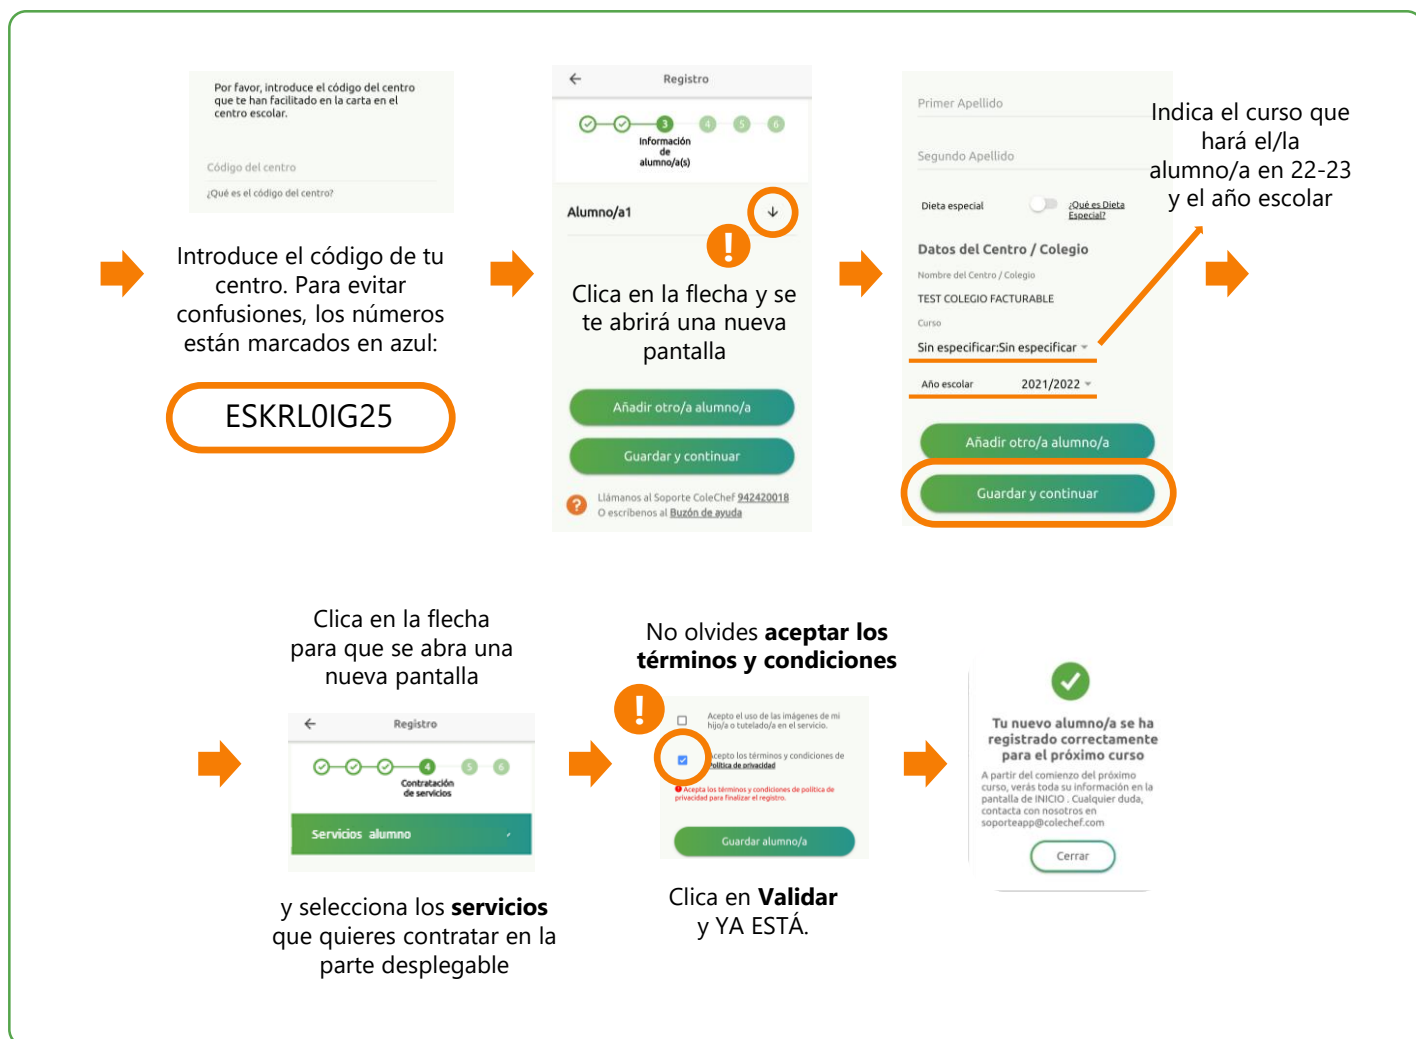 Por favor, introduce el código del centro
que te han facilitado en la carta en el
centro escolar.
Código del centro
¿Qué es el código del centro?
Introduce el código de tu
centro. Para evitar
confusiones, los números
están marcados en azul:
ESKRL0IG25
Registro
3
4
5
6
Información
de
alumno/a(s)
Alumno/a1
!
Clica en la flecha y se
te abrirá una nueva
pantalla
Añadir otro/a alumno/a
Guardar y continuar
?
Llámanos al Soporte ColeChef 942420018
O escríbenos al Buzón de ayuda
Primer Apellido
Segundo Apellido
Dieta especial
¿Qué es Dieta
Especial?
Datos del Centro / Colegio
Nombre del Centro / Colegio
TEST COLEGIO FACTURABLE
Curso
Sin especificar:Sin especificar
Año escolar 2021/2022
Añadir otro/a alumno/a
Guardar y continuar
Indica el curso que
hará el/la
alumno/a en 22-23
y el año escolar
Clica en la flecha
para que se abra una
nueva pantalla
Registro
4
5
6
Contratación
de servicios
Servicios alumno
y selecciona los servicios
que quieres contratar en la
parte desplegable
No olvides aceptar los
términos y condiciones
!
Acepto el uso de las imágenes de mi
hijo/a o tutelado/a en el servicio.
Acepto los términos y condiciones de
Política de privacidad
Acepta los términos y condiciones de política de
privacidad para finalizar el registro.
Guardar alumno/a
Clica en Validar
y YA ESTÁ.
Tu nuevo alumno/a se ha
registrado correctamente
para el próximo curso
A partir del comienzo del próximo
curso, verás toda su información en la
pantalla de INICIO . Cualquier duda,
contacta con nosotros en
soporteapp@colechef.com
Cerrar